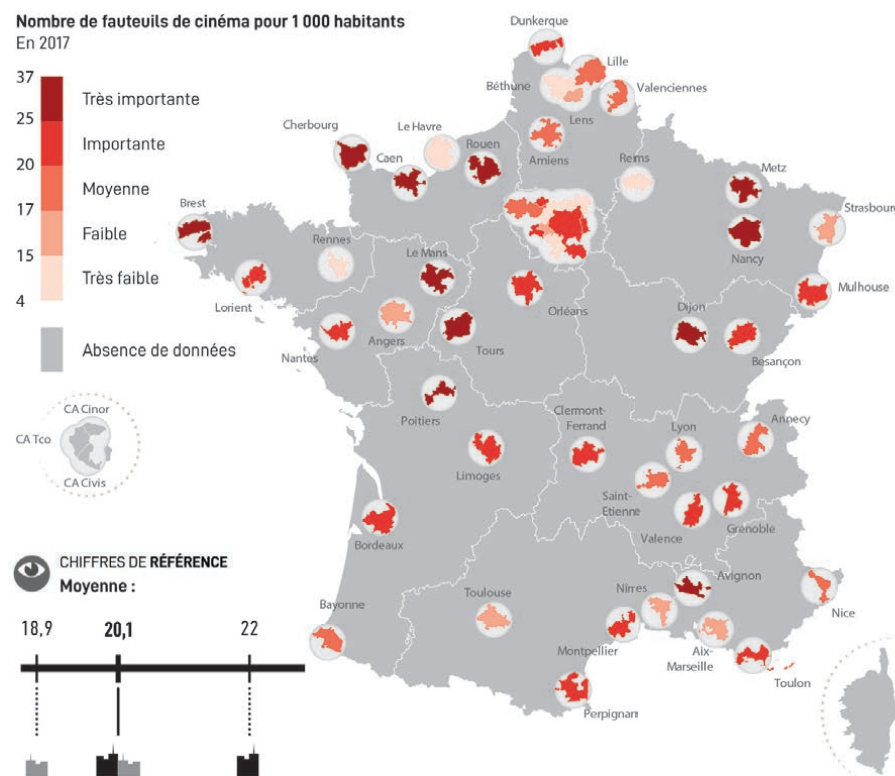 Nombre de fauteuils de cinéma pour 1 000 habitants
En 2017
37
Très importante
25
Importante
20
Moyenne
17
Faible
15
Très faible
4
Absence de données
CA Cinor
CA Tco
CA Civis
CHIFFRES DE RÉFÉRENCE
Moyenne :
18,9
20,1
22
Dunkerque
Lille
Béthune
Valenciennes
Lens
Cherbourg
Le Havre
Rouen
Caen
Amiens
Reims
Metz
Strasbourg
Brest
Rennes
Le Mans
Nancy
Lorient
Orléans
Mulhouse
Nantes
Angers
Tours
Dijon
Besançon
Poitiers
Clermont-
Ferrand
Lyon
Annecy
Limoges
Saint-
Etienne
Valence
Grenoble
Bordeaux
Avignon
Bayonne
Toulouse
Nirres
Nice
Montpellier
Aix-
Marseille
Toulon
Perpignan